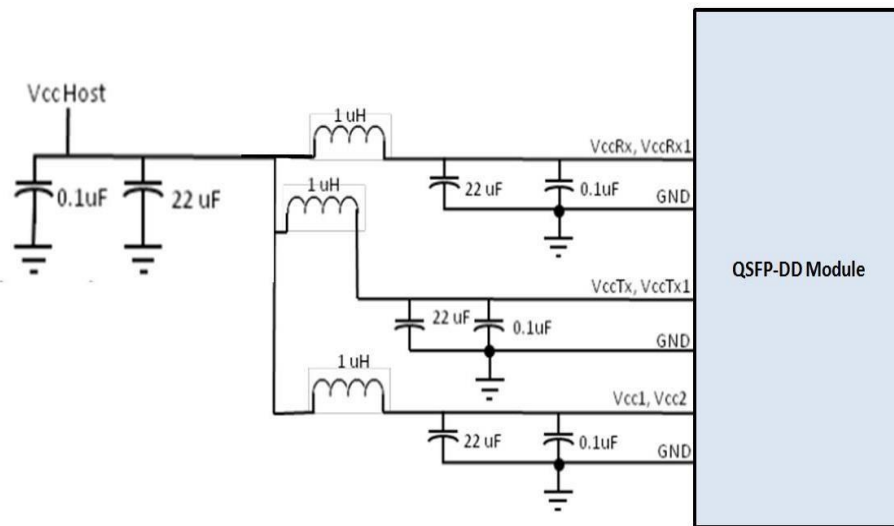 VccHost
0.1uF
22 uF
1 uH
VccRx, VccRx1
22 uF
0.1uF
GND
1 uH
VccTx, VccTx1
22 uF
0.1uF
GND
1 uH
Vcc1, Vcc2
22 uF
0.1uF
GND
QSFP-DD Module